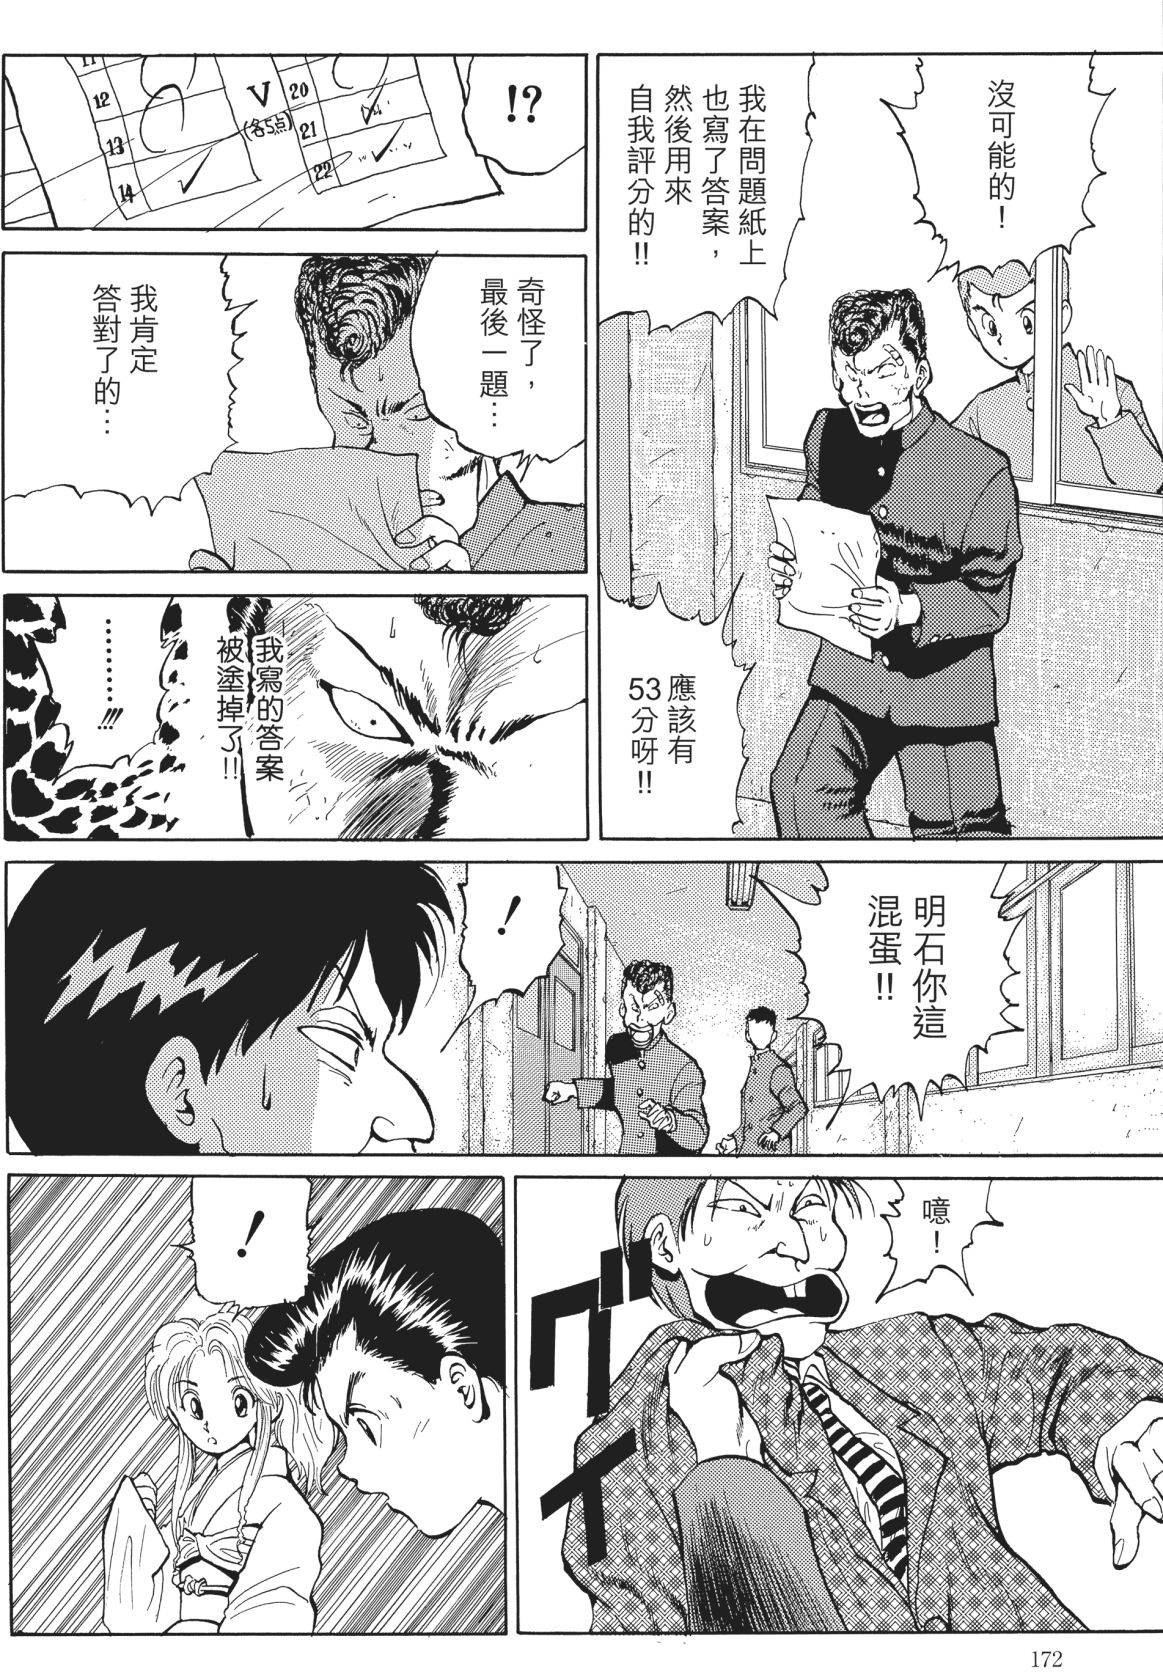 沒可能的！
我在問題紙上
也寫了答案，
然後用來
自我評分的!!
應該有
53分呀!!
!?
11
12
13
14
V
(各5点)
20
21
22
奇怪了，
最後一題…
我肯定
答對了的…
我寫的答案
被塗掉了!!
………!!!
明石你這
混蛋!!
！
噫！
グイ
！
172